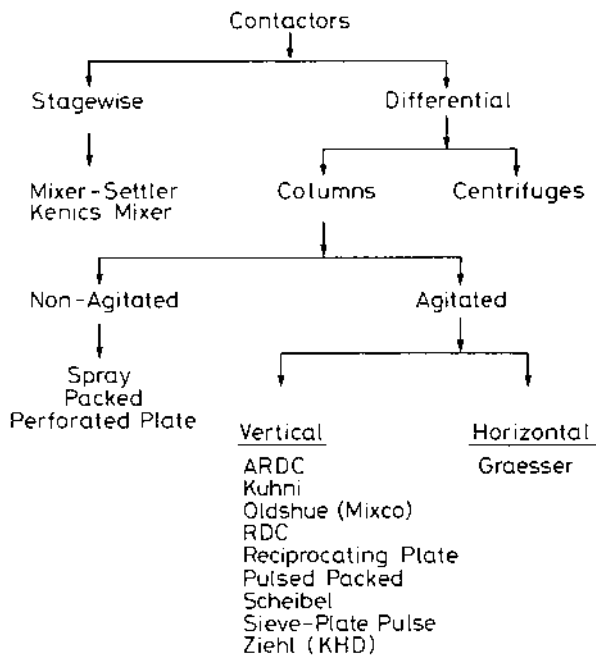 Contactors
Stagewise
Differential
Mixer-Settler
Kenics Mixer
Columns
Centrifuges
Non-Agitated
Agitated
Spray
Packed
Perforated Plate
Vertical
Horizontal
ARDC
Graesser
Kuhni
Oldshue (Mixco)
RDC
Reciprocating Plate
Pulsed Packed
Scheibel
Sieve-Plate Pulse
Ziehl (KHD)